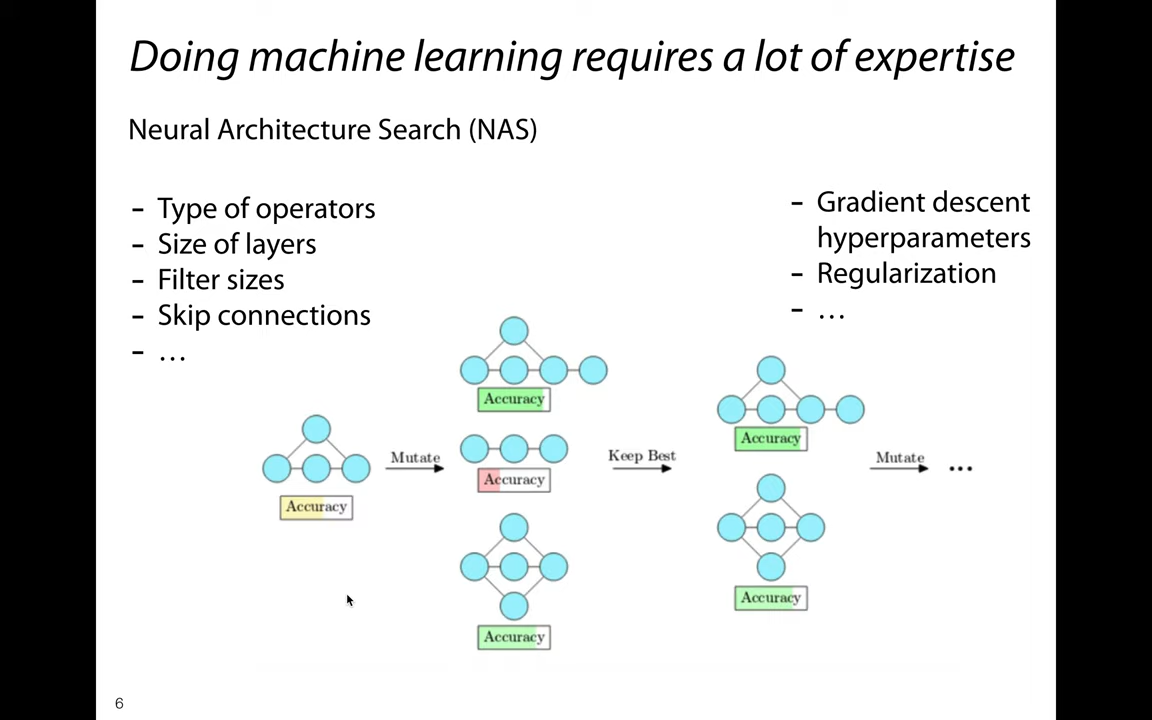 Doing machine learning requires a lot of expertise
Neural Architecture Search (NAS)
- Type of operators
- Size of layers
- Filter sizes
- Skip connections
- …
- Gradient descent
hyperparameters
- Regularization
- …
Accuracy
Mutate
Accuracy
Accuracy
Accuracy
Keep Best
Accuracy
Accuracy
Mutate
...
6